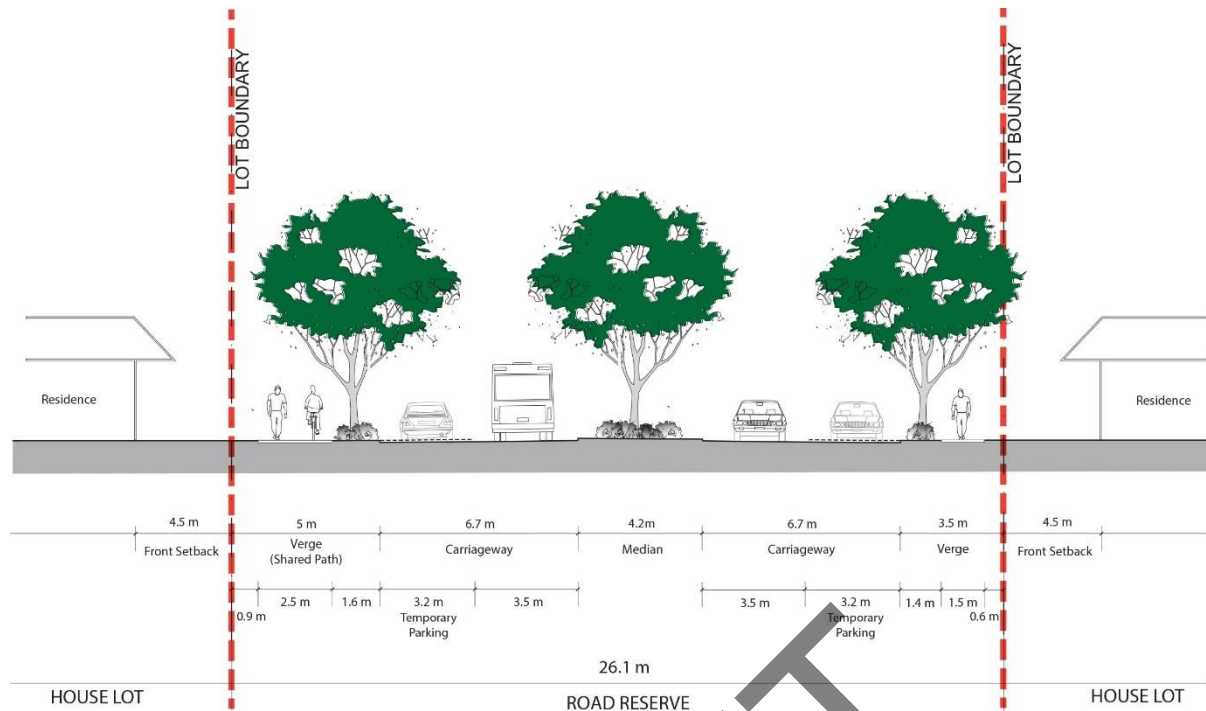 LOT BOUNDARY
LOT BOUNDARY
Residence
Residence
4.5 m
5 m
6.7 m
4.2m
6.7 m
3.5 m
4.5 m
Front Setback
Verge
(Shared Path)
Carriageway
Median
Carriageway
Verge
Front Setback
0.9 m
2.5 m
1.6 m
3.2 m
Temporary
Parking
3.5 m
3.5 m
3.2 m
Temporary
Parking
1.4 m
1.5 m
0.6 m
26.1 m
HOUSE LOT
ROAD RESERVE
HOUSE LOT
T